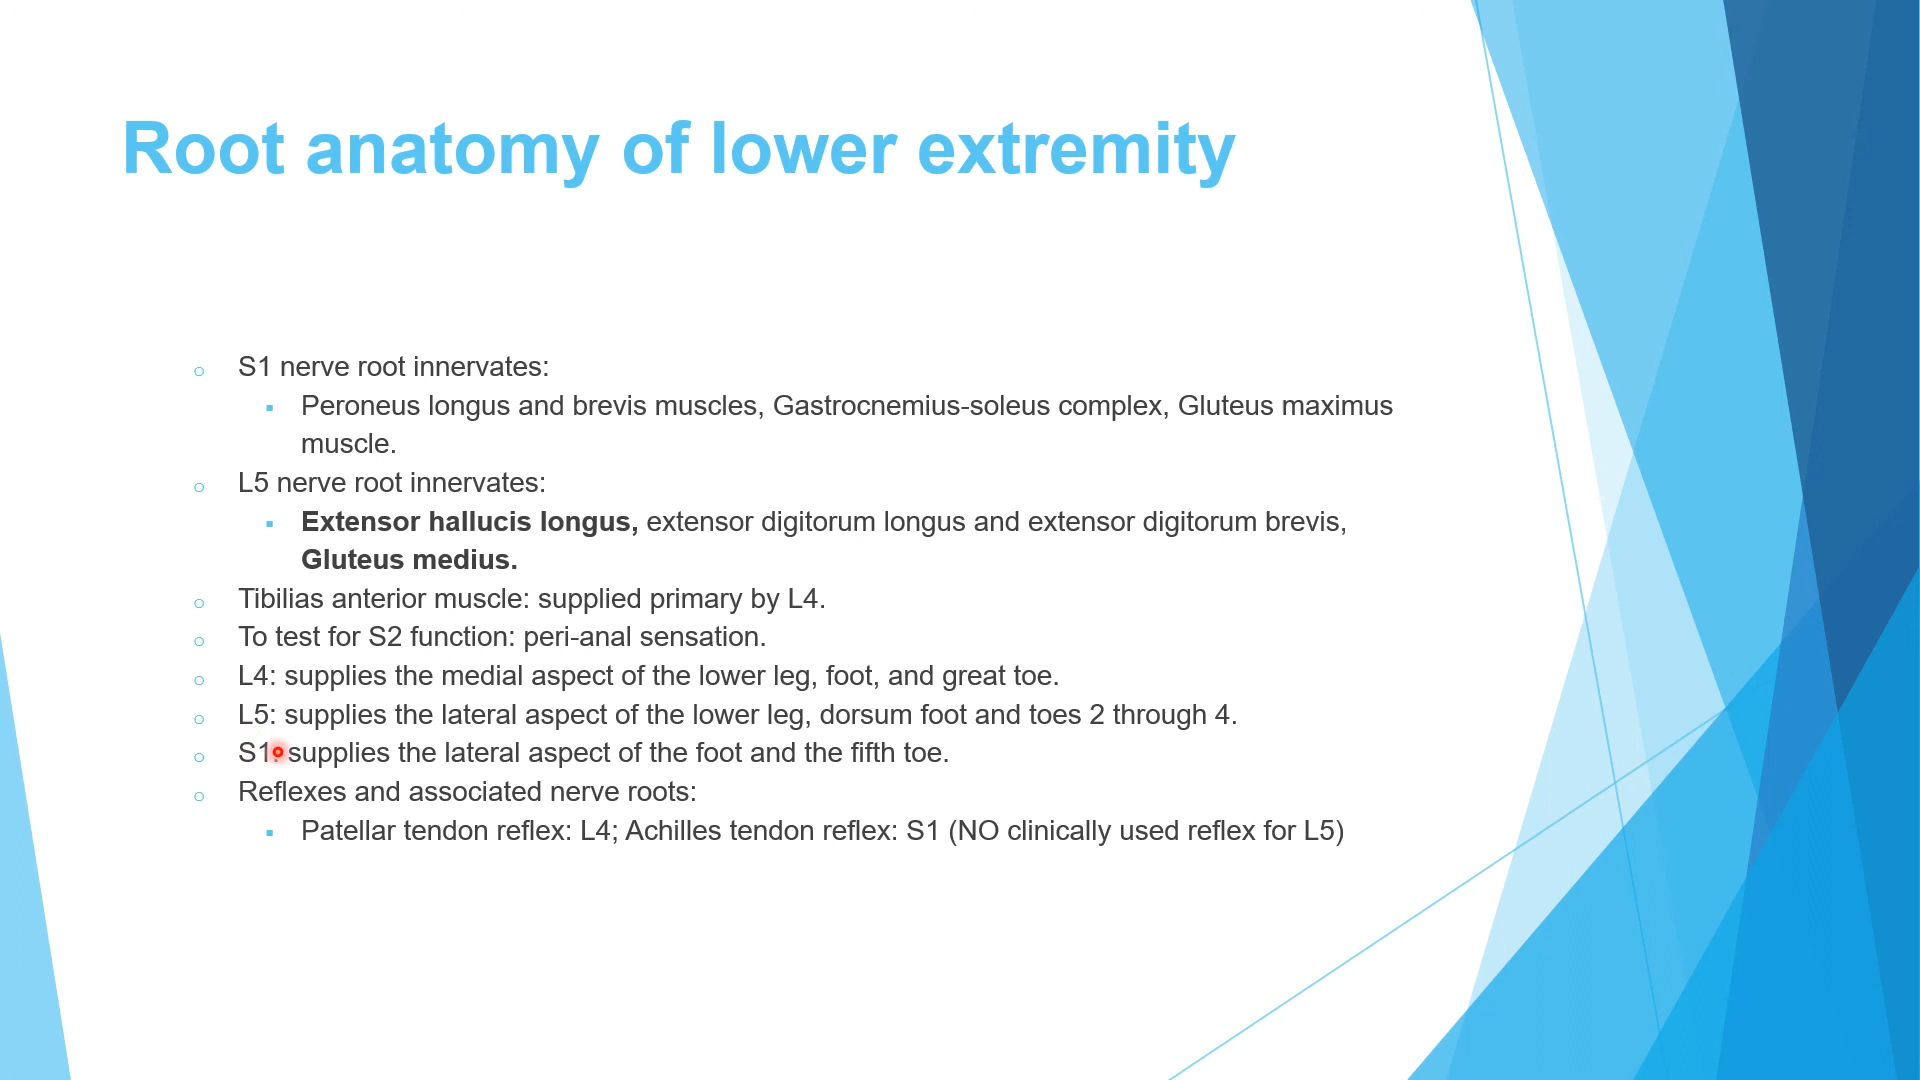 Root anatomy of lower extremity
S1 nerve root innervates:
Peroneus longus and brevis muscles, Gastrocnemius-soleus complex, Gluteus maximus
muscle.
L5 nerve root innervates:
Extensor hallucis longus, extensor digitorum longus and extensor digitorum brevis,
Gluteus medius.
Tibilias anterior muscle: supplied primary by L4.
To test for S2 function: peri-anal sensation.
L4: supplies the medial aspect of the lower leg, foot, and great toe.
L5: supplies the lateral aspect of the lower leg, dorsum foot and toes 2 through 4.
S1: supplies the lateral aspect of the foot and the fifth toe.
Reflexes and associated nerve roots:
Patellar tendon reflex: L4; Achilles tendon reflex: S1 (NO clinically used reflex for L5)